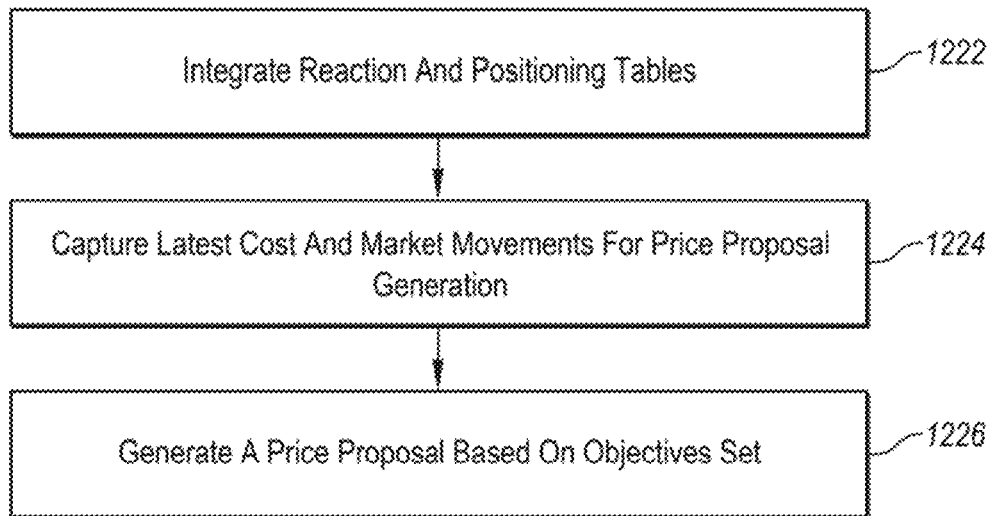 Integrate Reaction And Positioning Tables
1222
Capture Latest Cost And Market Movements For Price Proposal
Generation
1224
Generate A Price Proposal Based On Objectives Set
1226